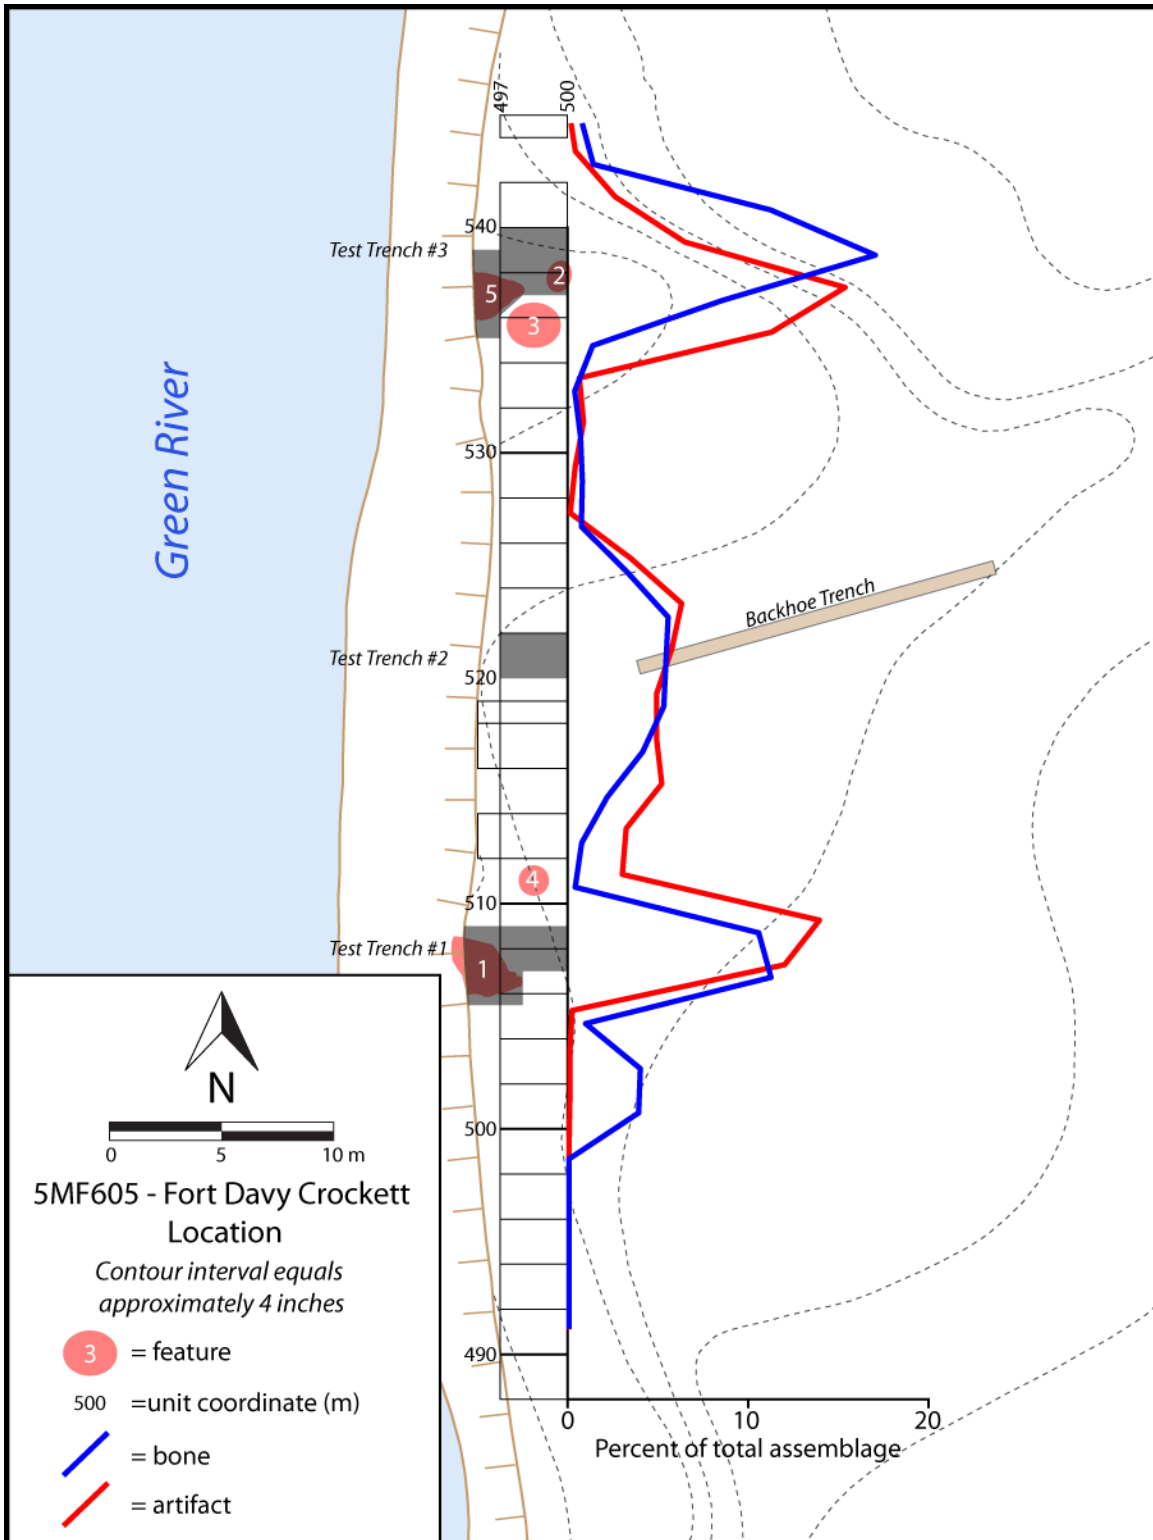 497
500
540
Test Trench #3
2
5
3
530
Green River
Backhoe Trench
Test Trench #2
520
4
510
Test Trench #1
1
N
0 5 10 m
500
5MF605 - Fort Davy Crockett
Location
Contour interval equals
approximately 4 inches
3 = feature
490
500 =unit coordinate (m)
0 10 20
Percent of total assemblage
= bone
= artifact